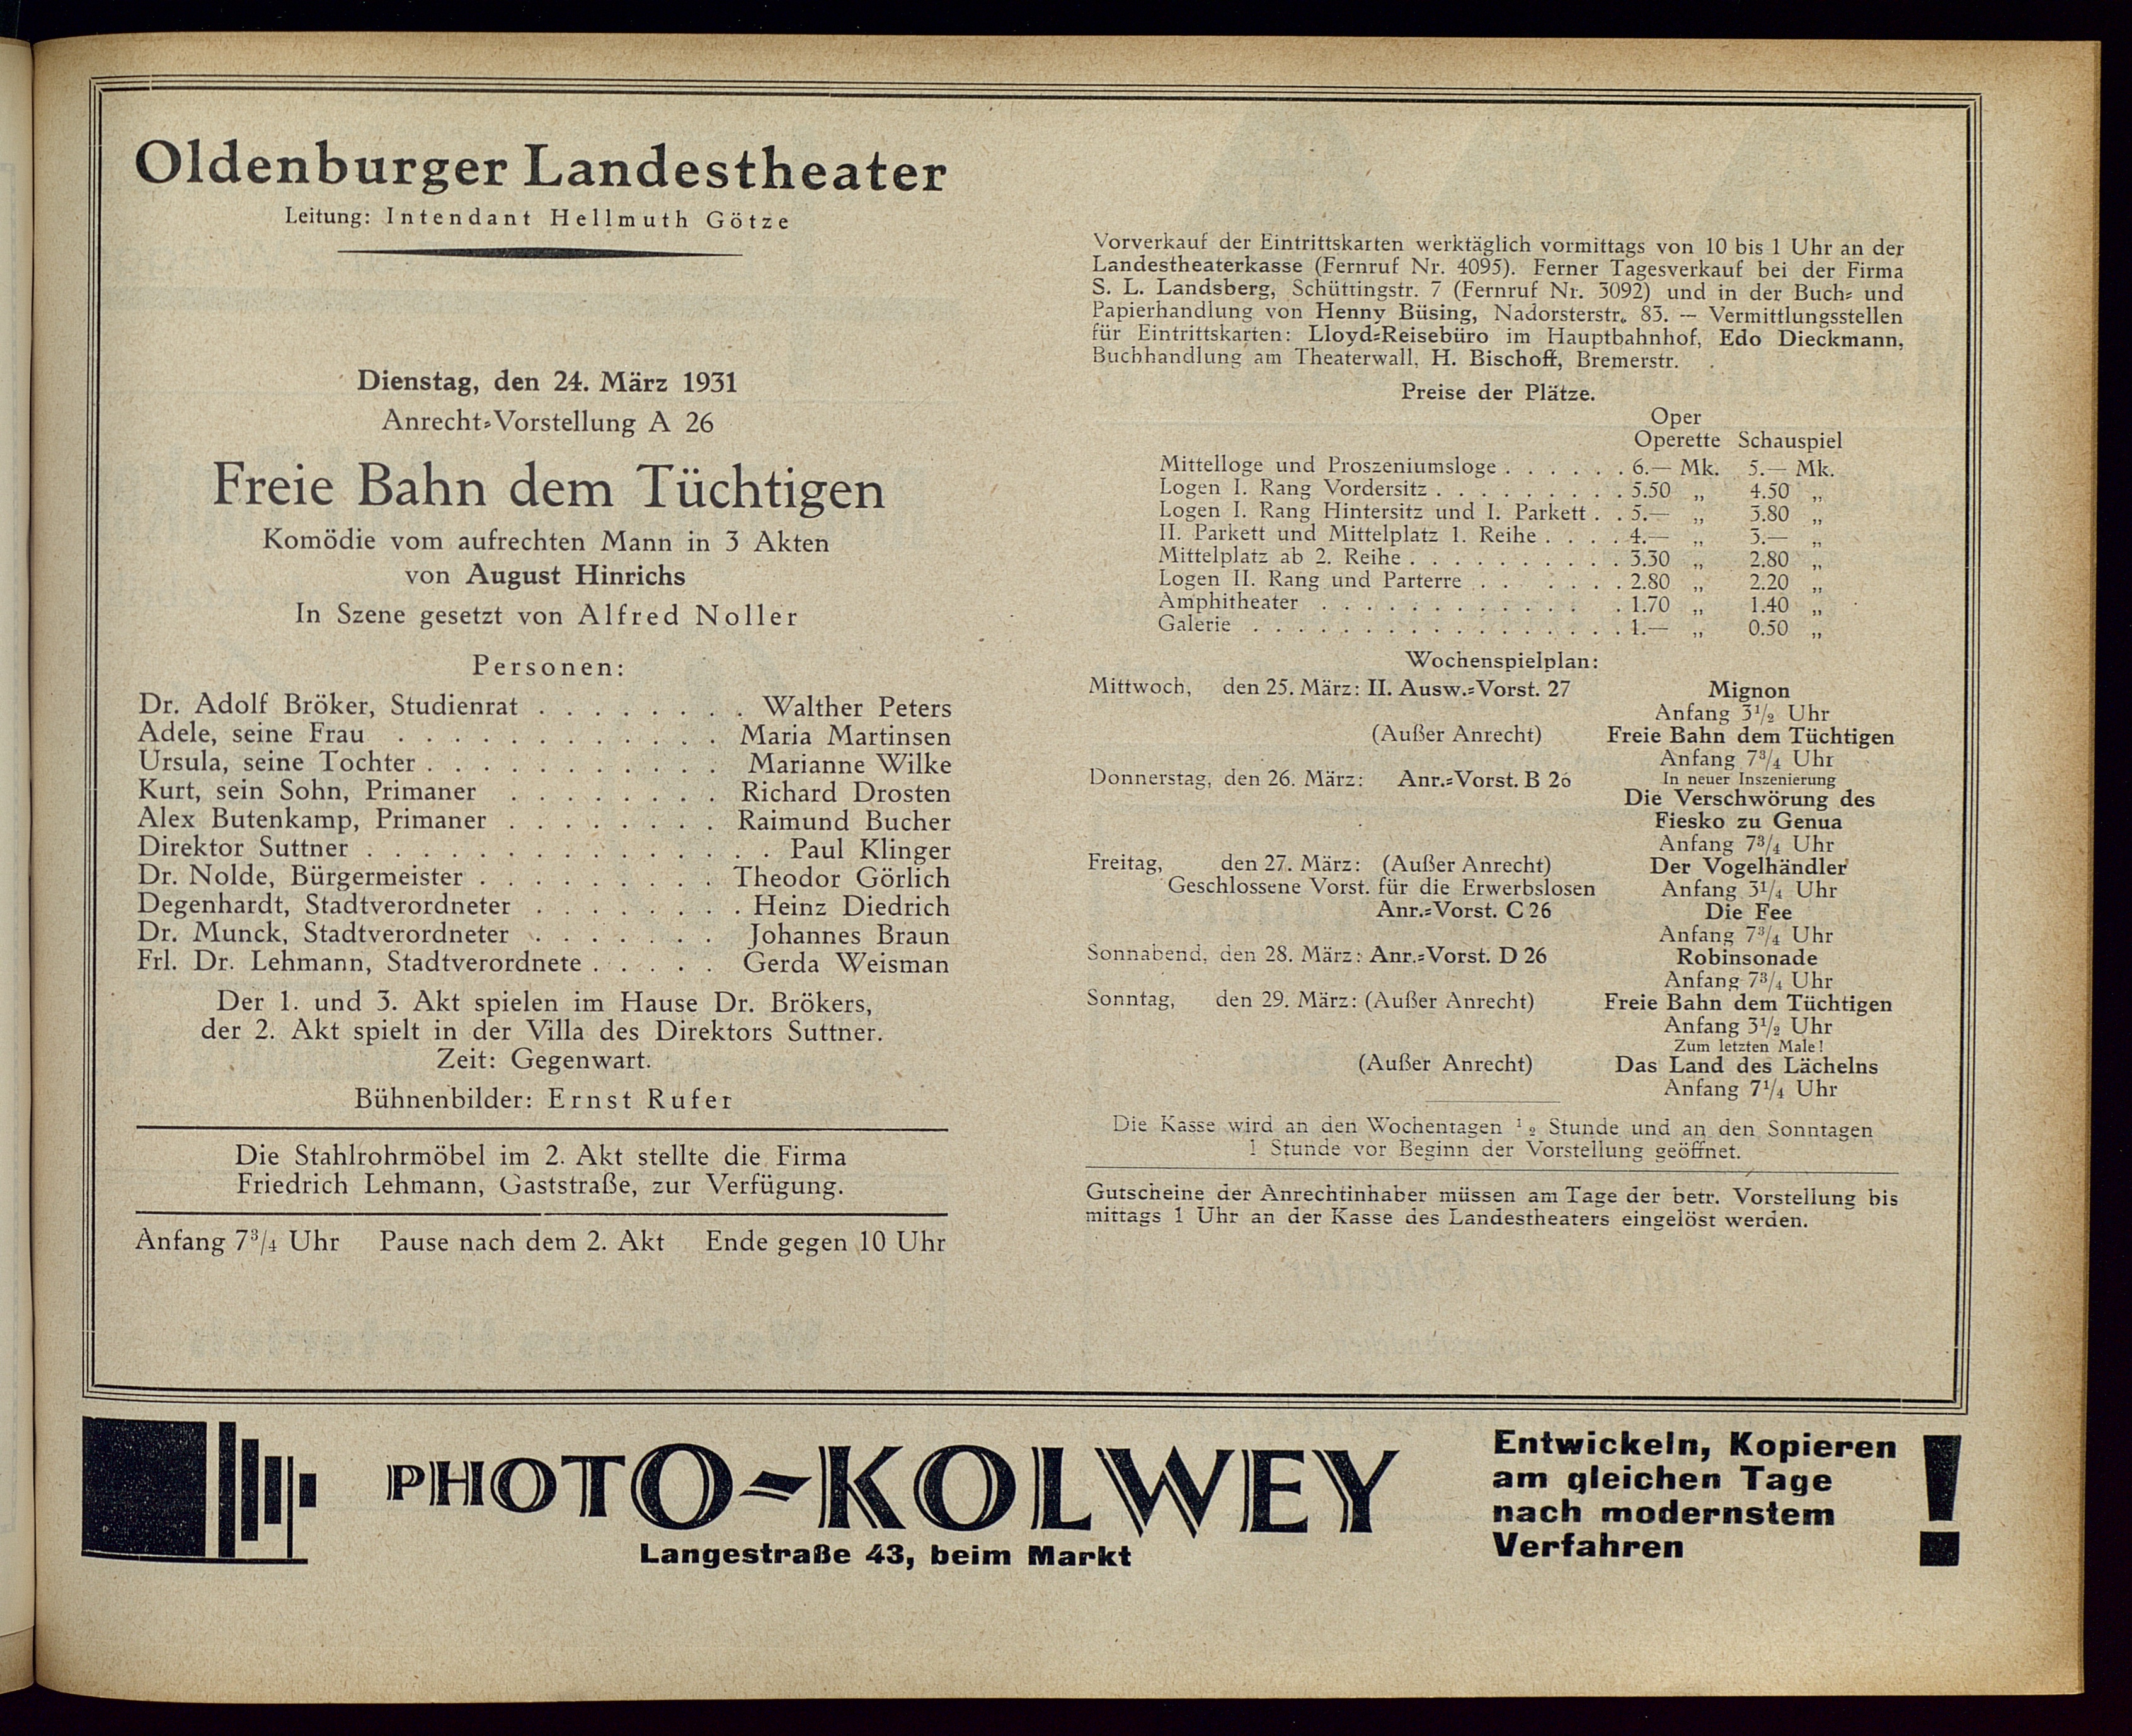 Oldenburger Landestheater
Leitung: Intendant Hellmuth Götze
Dienstag, den 24. März 1931
Anrecht=Vorstellung A 26
Freie Bahn dem Tüchtigen
Komödie vom aufrechten Mann in 3 Akten
von August Hinrichs
In Szene gesetzt von Alfred Noller
Personen:
Dr. Adolf Bröker, Studienrat . . . . . . . . Walther Peters
Adele, seine Frau . . . . . . . . . . . . Maria Martinsen
Ursula, seine Tochter . . . . . . . . . . . Marianne Wilke
Kurt, sein Sohn, Primaner . . . . . . . . Richard Drosten
Alex Butenkamp, Primaner . . . . . . . . Raimund Bucher
Direktor Suttner . . . . . . . . . . . . . . . Paul Klinger
Dr. Nolde, Bürgermeister . . . . . . . . . Theodor Görlich
Degenhardt, Stadtverordneter . . . . . . . . Heinz Diedrich
Dr. Munck, Stadtverordneter . . . . . . . Johannes Braun
Frl. Dr. Lehmann, Stadtverordnete . . . . . Gerda Weisman
Der 1. und 3. Akt spielen im Hause Dr. Brökers,
der 2. Akt spielt in der Villa des Direktors Suttner.
Zeit: Gegenwart.
Bühnenbilder: Ernst Rufer
Die Stahlrohrmöbel im 2. Akt stellte die Firma
Friedrich Lehmann, Gaststraße, zur Verfügung.
Anfang 7³/₄ Uhr Pause nach dem 2. Akt Ende gegen 10 Uhr
Vorverkauf der Eintrittskarten werktäglich vormittags von 10 bis 1 Uhr an der
Landestheaterkasse (Fernruf Nr. 4095). Ferner Tagesverkauf bei der Firma
S. L. Landsberg, Schüttingstr. 7 (Fernruf Nr. 3092) und in der Buch= und
Papierhandlung von Henny Büsing, Nadorsterstr. 83. — Vermittlungsstellen
für Eintrittskarten: Lloyd=Reisebüro im Hauptbahnhof, Edo Dieckmann,
Buchhandlung am Theaterwall, H. Bischoff, Bremerstr.
Preise der Plätze.
Oper
Operette Schauspiel
Mittelloge und Proszeniumsloge . . . . . . 6.— Mk. 5.— Mk.
Logen I. Rang Vordersitz . . . . . . . . . 5.50 „ 4.50 „
Logen I. Rang Hintersitz und I. Parkett . . 5.— „ 3.80 „
II. Parkett und Mittelplatz 1. Reihe . . . . 4.— „ 3.— „
Mittelplatz ab 2. Reihe . . . . . . . . . . 3.30 „ 2.80 „
Logen II. Rang und Parterre . . . . . . . 2.80 „ 2.20 „
Amphitheater . . . . . . . . . . . 1.70 „ 1.40 „
Galerie . . . . . . . . . . . . . . . . . 1.— „ 0.50 „
Wochenspielplan:
Mittwoch, den 25. März: II. Ausw.=Vorst. 27 Mignon
Anfang 3¹/₂ Uhr
(Außer Anrecht) Freie Bahn dem Tüchtigen
Anfang 7³/₄ Uhr
In neuer Inszenierung
Donnerstag, den 26. März: Anr.=Vorst. B 26 Die Verschwörung des
Fiesko zu Genua
Anfang 7³/₄ Uhr
Freitag, den 27. März: (Außer Anrecht) Der Vogelhändler
Geschlossene Vorst. für die Erwerbslosen Anfang 3¹/₄ Uhr
Anr.=Vorst. C 26 Die Fee
Anfang 7³/₄ Uhr
Sonnabend, den 28. März: Anr.=Vorst. D 26 Robinsonade
Anfang 7³/₄ Uhr
Sonntag, den 29. März: (Außer Anrecht) Freie Bahn dem Tüchtigen
Anfang 3¹/₂ Uhr
Zum letzten Male!
(Außer Anrecht) Das Land des Lächelns
Anfang 7¹/₄ Uhr
Die Kasse wird an den Wochentagen ¹/₂ Stunde und an den Sonntagen
1 Stunde vor Beginn der Vorstellung geöffnet.
Gutscheine der Anrechtinhaber müssen am Tage der betr. Vorstellung bis
mittags 1 Uhr an der Kasse des Landestheaters eingelöst werden.
PHOTO-KOLWEY
Langestraße 43, beim Markt
Entwickeln, Kopieren
am gleichen Tage
nach modernstem
Verfahren !